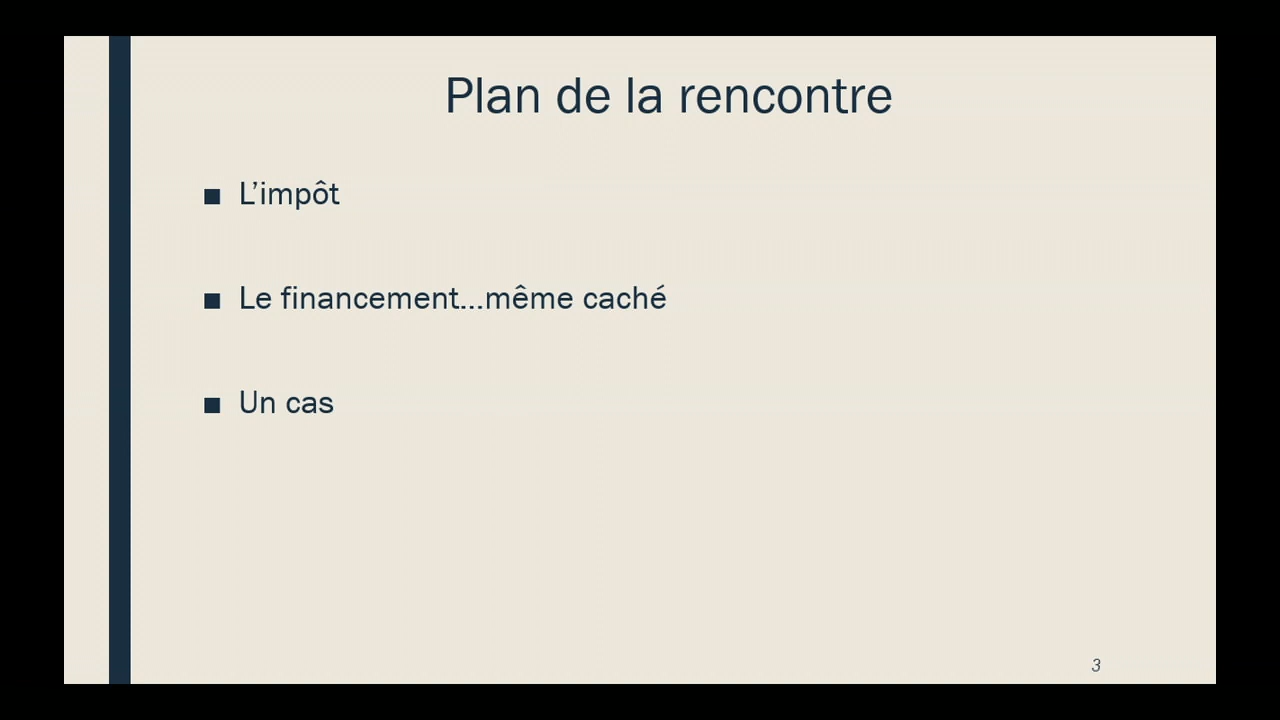 Plan de la rencontre
■ L’impôt
■ Le financement...même caché
■ Un cas
3